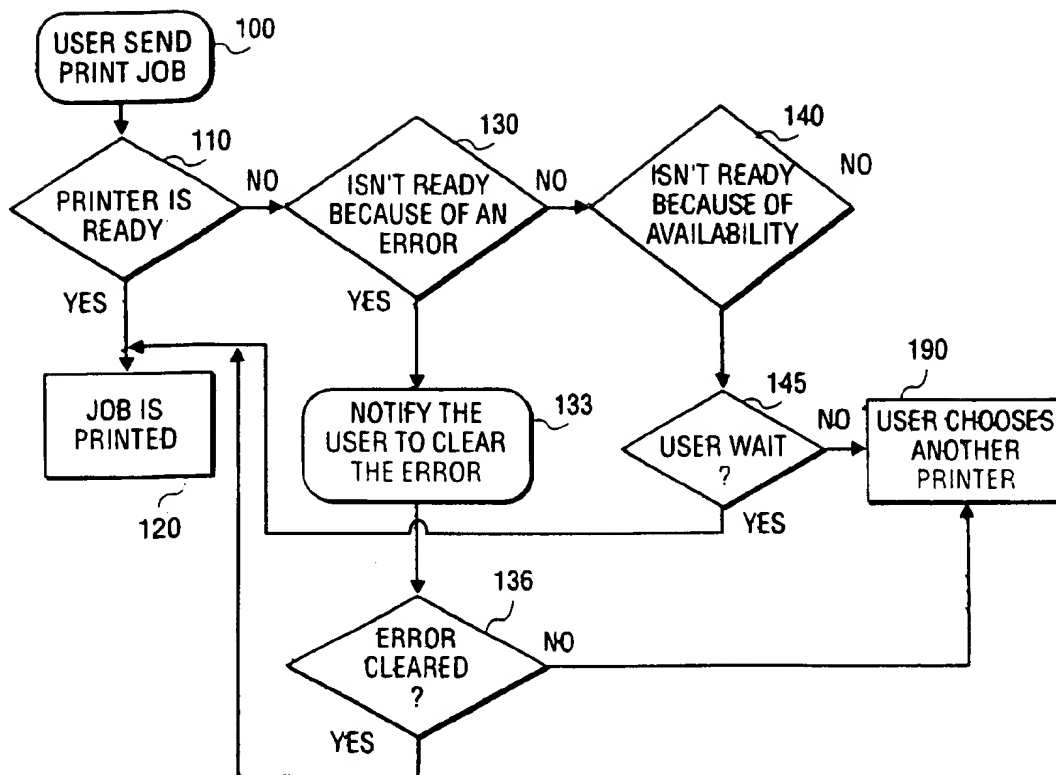 USER SEND
PRINT JOB
100
110
PRINTER IS
READY
NO
YES
JOB IS
PRINTED
120
130
ISN'T READY
BECAUSE OF AN
ERROR
NO
YES
NOTIFY THE
USER TO CLEAR
THE ERROR
133
136
ERROR
CLEARED
?
NO
YES
140
ISN'T READY
BECAUSE OF
AVAILABILITY
NO
145
USER WAIT
?
NO
YES
190
USER CHOOSES
ANOTHER
PRINTER